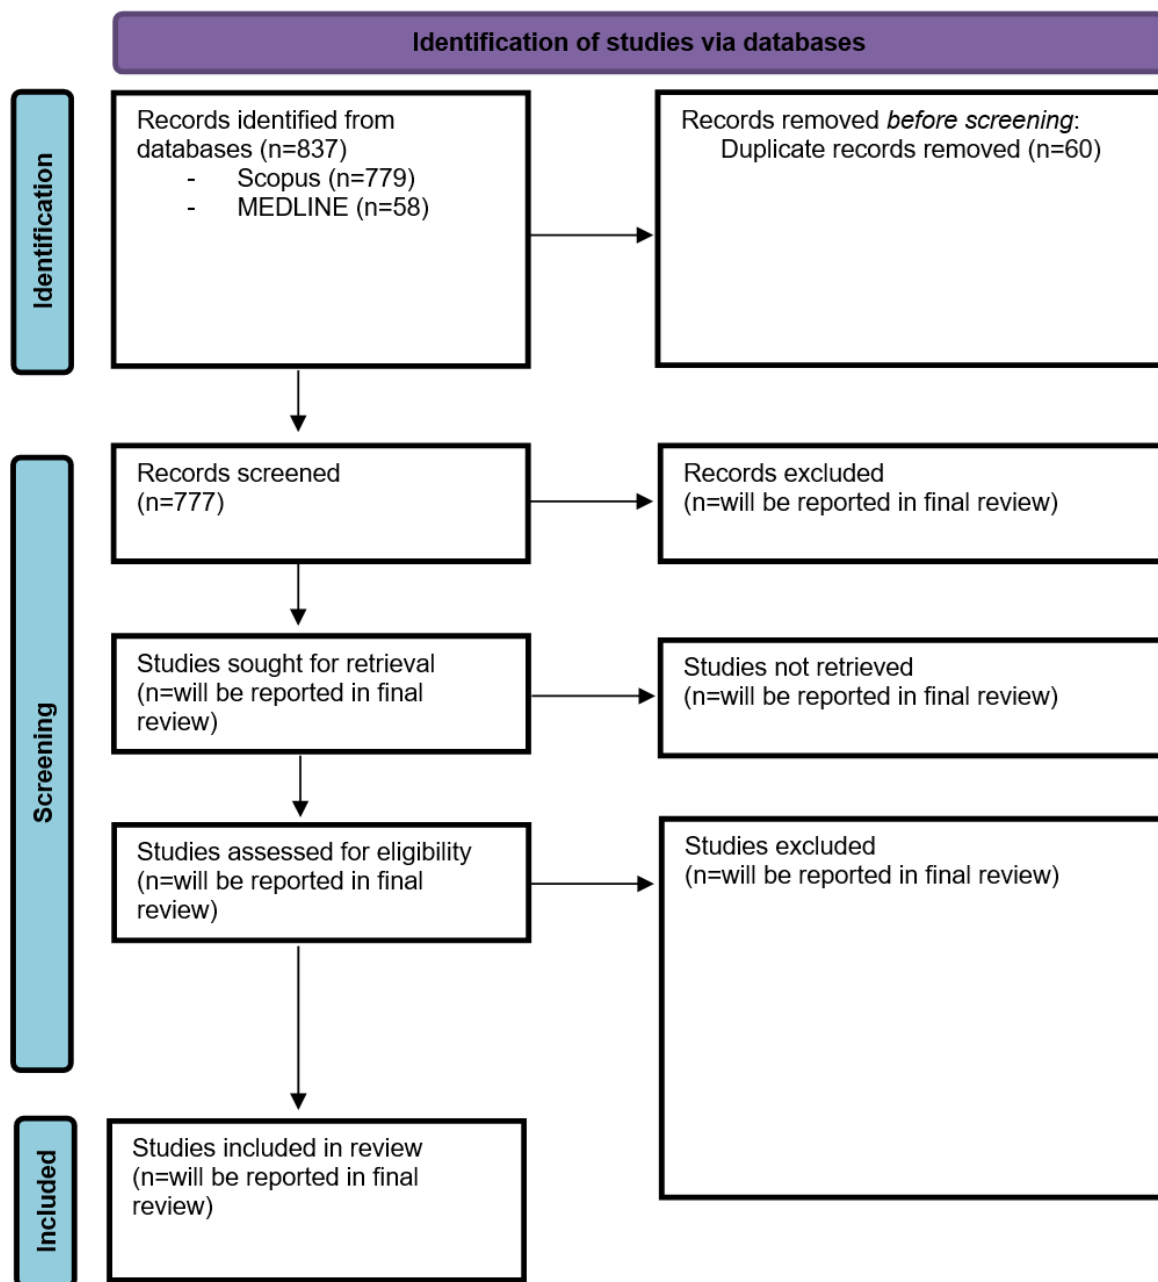 Identification of studies via databases
Identification
Records identified from
databases (n=837)
- Scopus (n=779)
- MEDLINE (n=58)
Records removed before screening:
Duplicate records removed (n=60)
Screening
Records screened
(n=777)
Records excluded
(n=will be reported in final review)
Studies sought for retrieval
(n=will be reported in final
review)
Studies not retrieved
(n=will be reported in final review)
Studies assessed for eligibility
(n=will be reported in final
review)
Studies excluded
(n=will be reported in final review)
Included
Studies included in review
(n=will be reported in final
review)